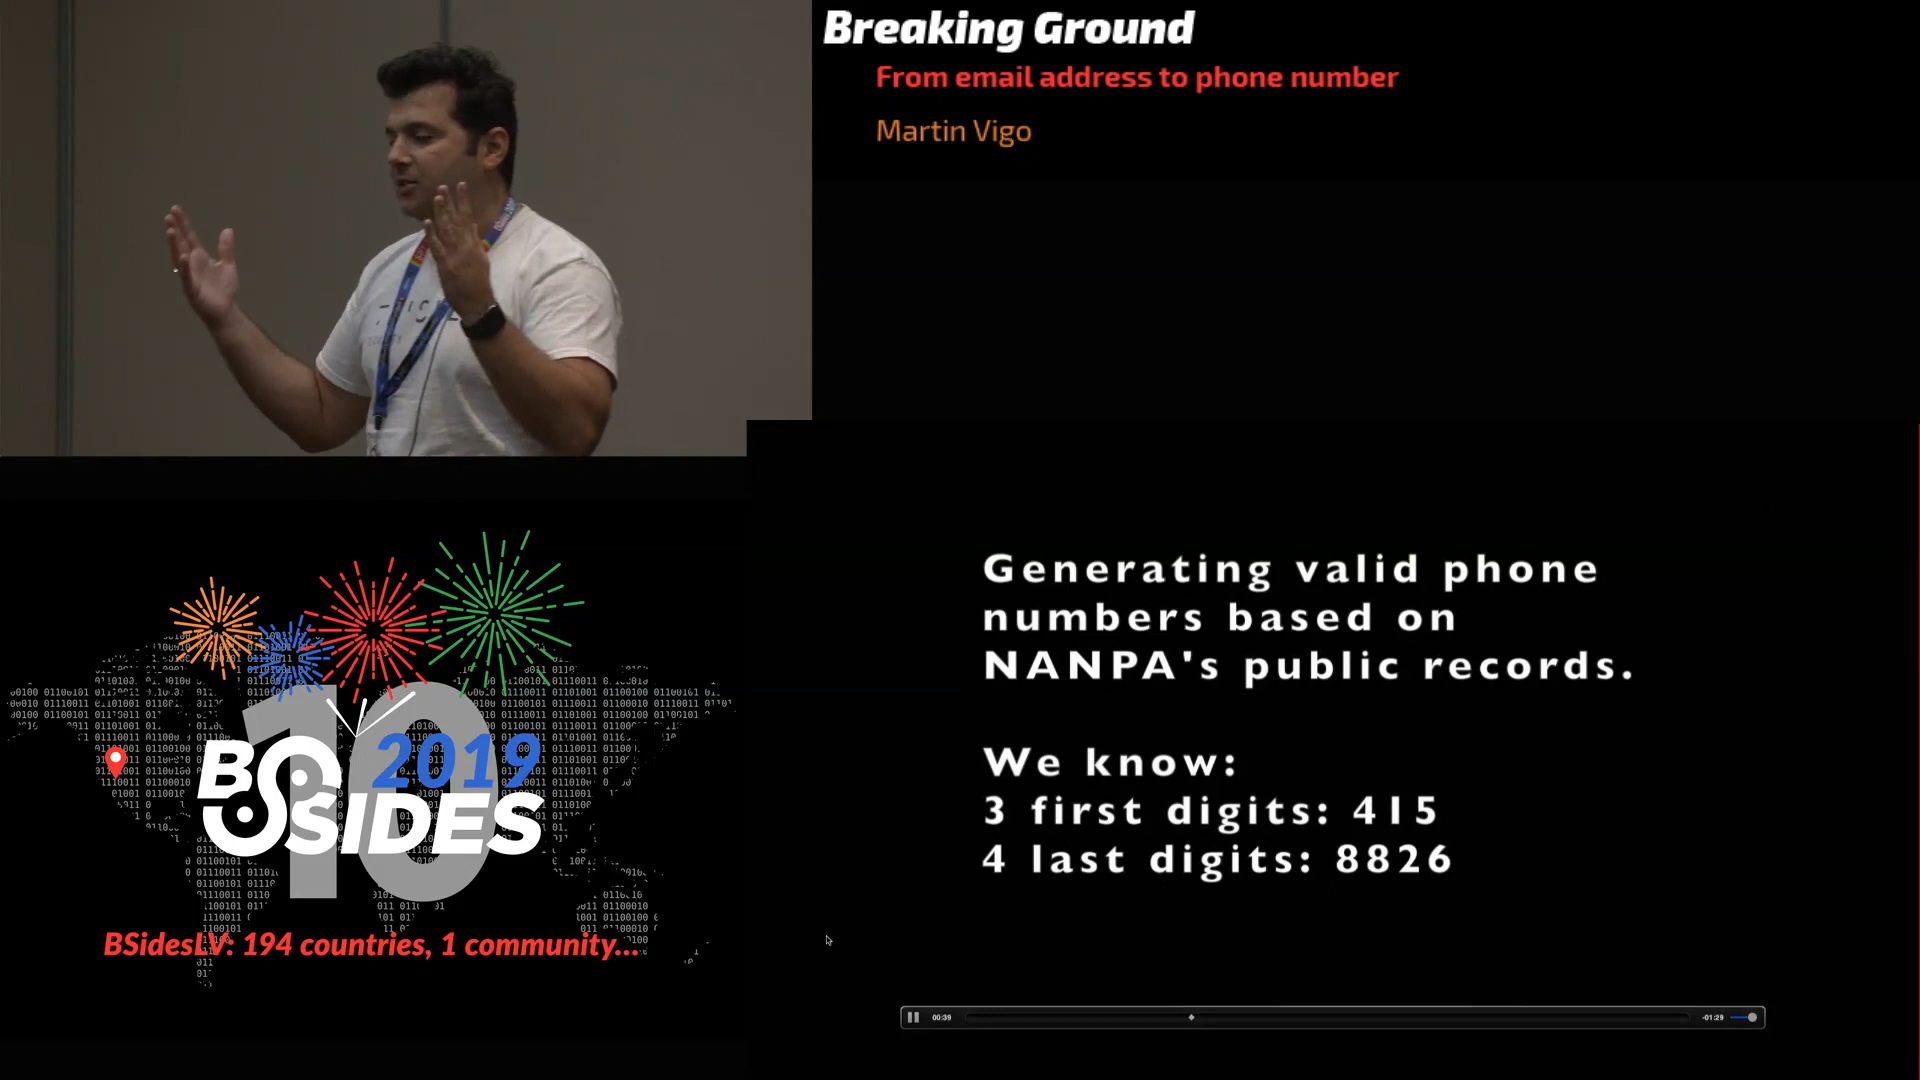 Breaking Ground
From email address to phone number
Martin Vigo
Generating valid phone
numbers based on
NANPA's public records.
We know:
3 first digits: 415
4 last digits: 8826
00:39
-01:29
10
2019
BSIDES
BSidesLV: 194 countries, 1 community...